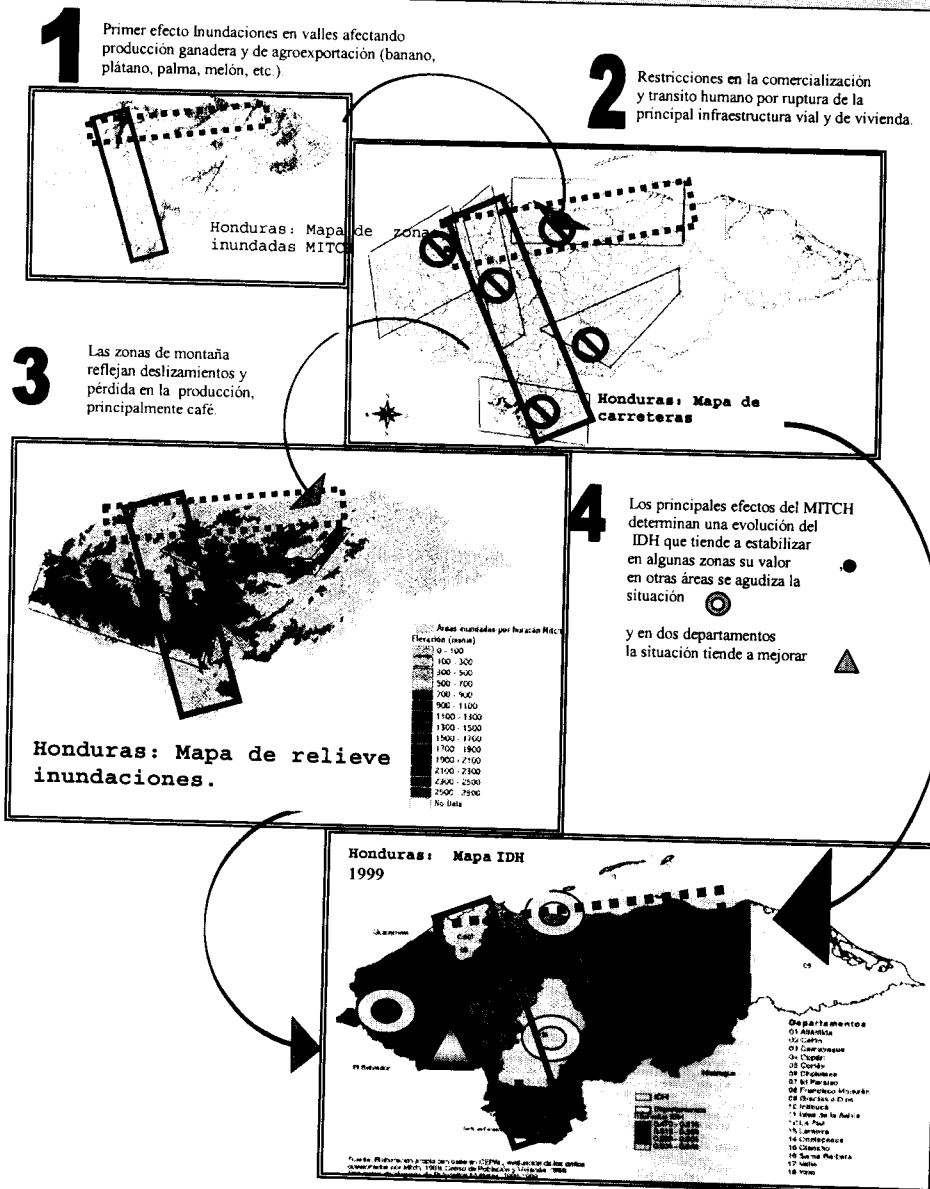 1
Primer efecto Inundaciones en valles afectando
producción ganadera y de agroexportación (banano,
plátano, palma, melón, etc.).
2
Restricciones en la comercialización
y transito humano por ruptura de la
principal infraestructura vial y de vivienda.
Honduras: Mapa de zona
inundadas MITCH
Honduras: Mapa de
carreteras
3
Las zonas de montaña
reflejan deslizamientos y
pérdida en la producción,
principalmente café.
4
Los principales efectos del MITCH
determinan una evolución del
IDH que tiende a estabilizar
en algunas zonas su valor
en otras áreas se agudiza la
situación
y en dos departamentos
la situación tiende a mejorar
Areas inundadas por huracán Mitch
Elevación
0 - 100
100 - 300
300 - 500
500 - 700
700 - 900
900 - 1100
1100 - 1300
1300 - 1500
1500 - 1700
1700 - 1900
1900 - 2100
2100 - 2300
2300 - 2500
2500 - 2900
No Data
Honduras: Mapa de relieve
inundaciones.
Honduras: Mapa IDH
1999
Guatemala
El Salvador
Nicaragua
09
IDH
Departamentos
01 Atlántida
02 Colón
03 Comayagua
04 Copán
05 Cortés
06 Choluteca
07 El Paraíso
08 Francisco Morazán
09 Gracias a Dios
10 Intibucá
11 Islas de la Bahía
12 La Paz
13 Lempira
14 Ocotepeque
15 Olancho
16 Santa Bárbara
17 Valle
18 Yoro